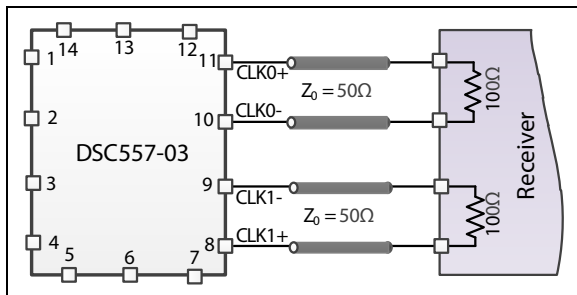 14
13
12
1
11
CLK0+
Z₀ = 50Ω
100Ω
2
10
CLK0-
DSC557-03
Receiver
3
9
CLK1-
Z₀ = 50Ω
100Ω
4
8
CLK1+
5
6
7